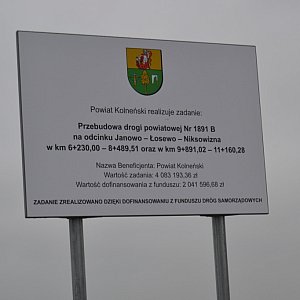 Powiat Kolneński realizuje zadanie:
Przebudowa drogi powiatowej Nr 1891 B
na odcinku Janowo – Łosewo – Niksowizna
w km 6+230,00 – 8+489,51 oraz w km 9+891,02 – 11+160,28
Nazwa Beneficjenta: Powiat Kolneński
Wartość zadania: 4 083 193,36 zł
Wartość dofinansowania z funduszu: 2 041 596,68 zł
ZADANIE ZREALIZOWANO DZIĘKI DOFINANSOWANIU Z FUNDUSZU DRÓG SAMORZĄDOWYCH